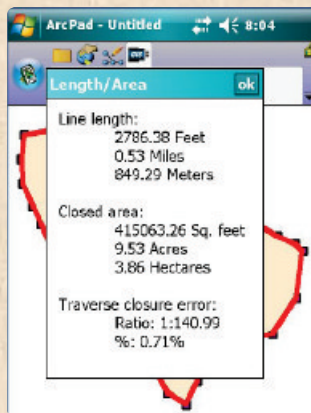 ArcPad - Untitled
8:04
Length/Area
ok
Line length:
2786.38 Feet
0.53 Miles
849.29 Meters
Closed area:
415063.26 Sq. feet
9.53 Acres
3.86 Hectares
Traverse closure error:
Ratio: 1:140.99
%: 0.71%